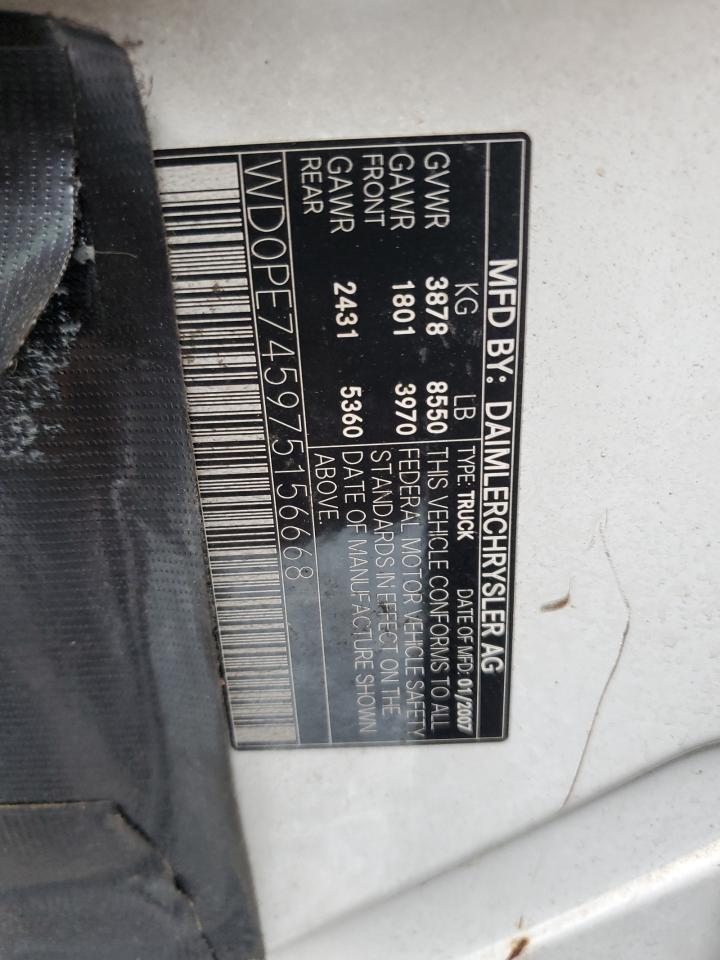 MFD BY: DAIMLERCHRYSLER AG
KG LB TYPE: TRUCK DATE OF MFD: 01/2007
GVWR 3878 8550 THIS VEHICLE CONFORMS TO ALL
GAWR 1801 3970 FEDERAL MOTOR VEHICLE SAFETY
FRONT STANDARDS IN EFFECT ON THE
GAWR 2431 5360 DATE OF MANUFACTURE SHOWN
REAR ABOVE.
WD0PE745975156668